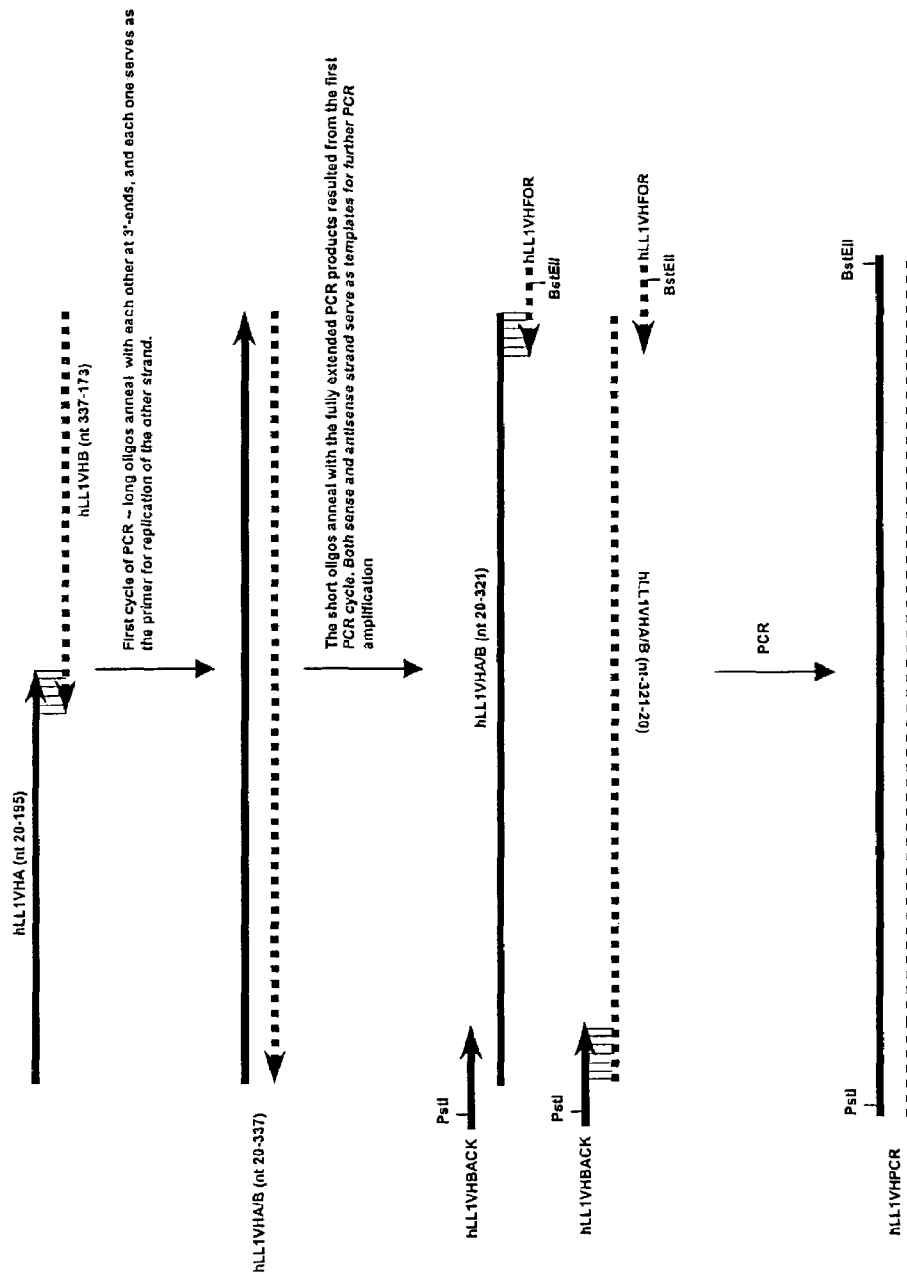 hLL1VHA (nt 20-195)
hLL1VHB (nt 337-173)
First cycle of PCR -- long oligos anneal with each other at 3'-ends, and each one serves as
the primer for replication of the other strand.
hLL1VHA/B (nt 20-337)
The short oligos anneal with the fully extended PCR products resulted from the first
PCR cycle. Both sense and antisense strand serve as templates for further PCR
amplification
PstI
hLL1VHBACK
hLL1VHA/B (nt 20-321)
hLL1VHFOR
BstEII
PstI
hLL1VHBACK
hLL1VHA/B (nt-321-20)
hLL1VHFOR
BstEII
PCR
PstI
BstEII
hLL1VHPCR